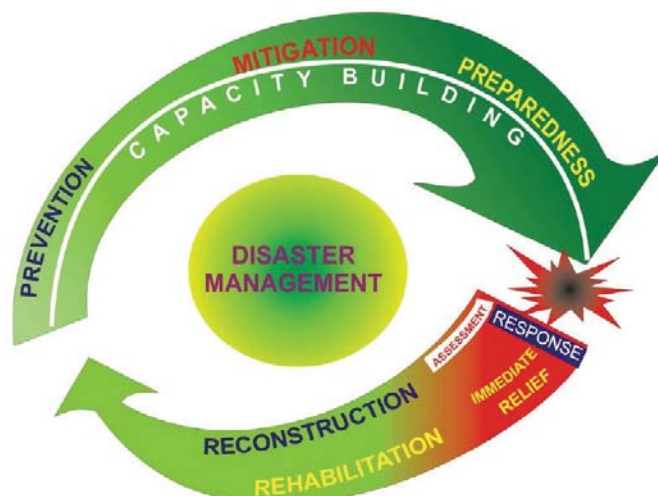 PREVENTION
MITIGATION
PREPAREDNESS
CAPACITY BUILDING
DISASTER
MANAGEMENT
RESPONSE
ASSESSMENT
IMMEDIATE
RELIEF
RECONSTRUCTION
REHABILITATION